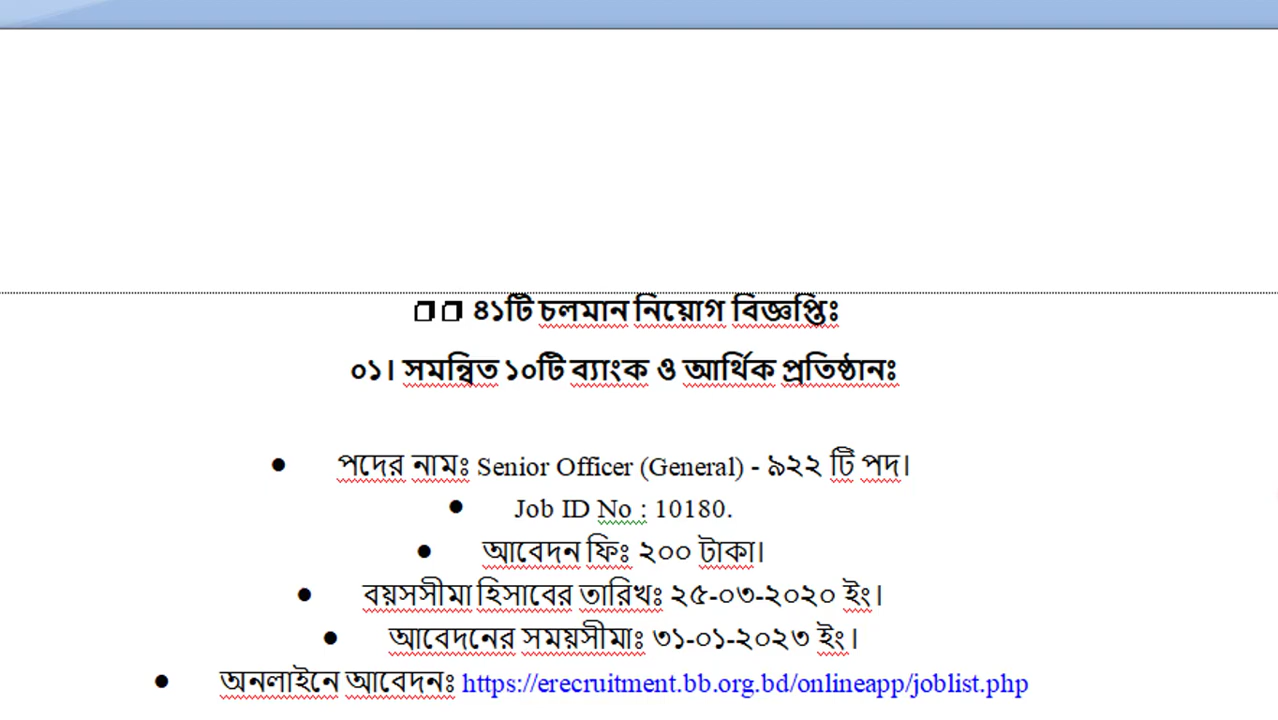 ❐❐ ৪১টি চলমান নিয়োগ বিজ্ঞপ্তিঃ
০১। সমন্বিত ১০টি ব্যাংক ও আর্থিক প্রতিষ্ঠানঃ
● পদের নামঃ Senior Officer (General) - ৯২২ টি পদ।
● Job ID No : 10180.
● আবেদন ফিঃ ২০০ টাকা।
● বয়সসীমা হিসাবের তারিখঃ ২৫-০৩-২০২০ ইং।
● আবেদনের সময়সীমাঃ ৩১-০১-২০২৩ ইং।
● অনলাইনে আবেদনঃ https://erecruitment.bb.org.bd/onlineapp/joblist.php